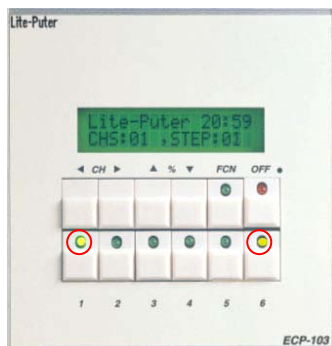 Lite-Puter
Lite-Puter 20:59
CHS:01 ,STEP:01
◄ CH ► ▲ % ▼ FCN OFF
1 2 3 4 5 6
ECP-103